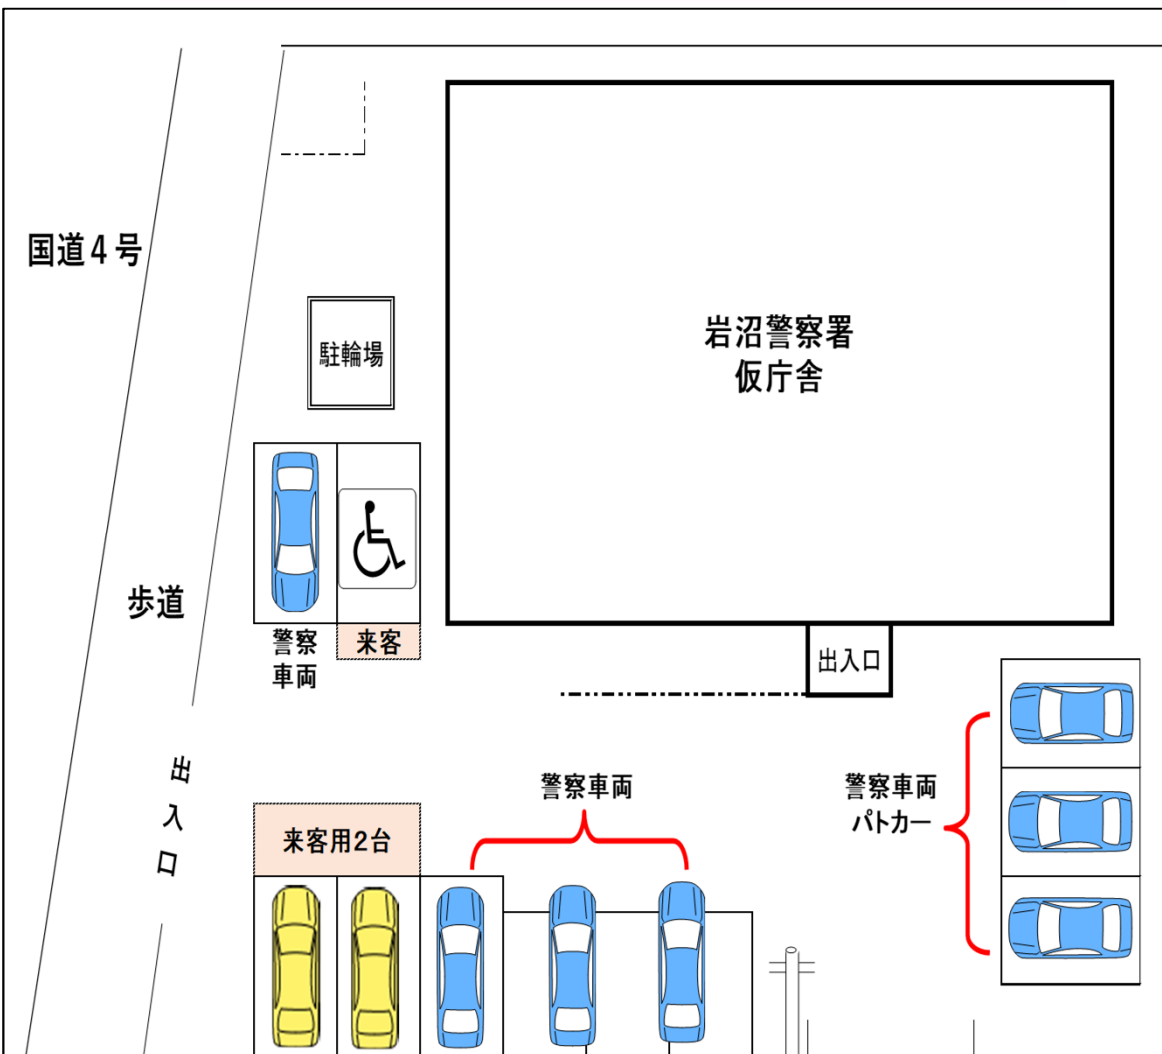 国道4号
岩沼警察署
仮庁舎
駐輪場
歩道
警察
車両
来客
出入口
出入口
警察車両
警察車両
パトカー
来客用2台